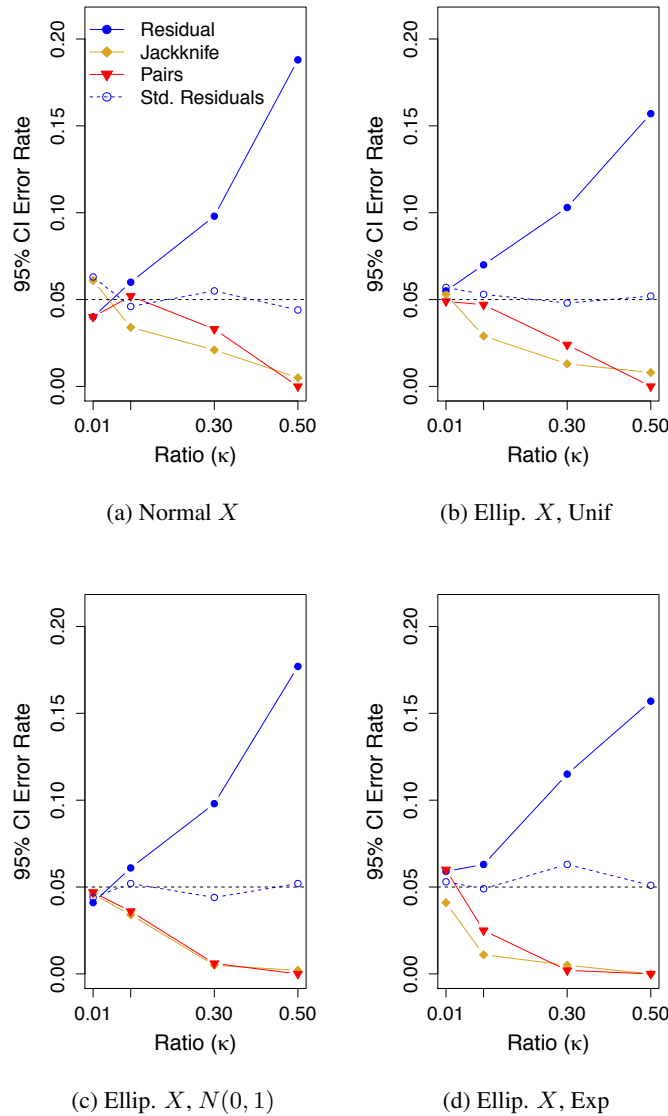 Residual
Jackknife
Pairs
Std. Residuals
95% CI Error Rate
0.00 0.05 0.10 0.15 0.20
0.01 0.30 0.50
Ratio (κ)
(a) Normal X
95% CI Error Rate
0.00 0.05 0.10 0.15 0.20
0.01 0.30 0.50
Ratio (κ)
(b) Ellip. X, Unif
95% CI Error Rate
0.00 0.05 0.10 0.15 0.20
0.01 0.30 0.50
Ratio (κ)
(c) Ellip. X, N(0, 1)
95% CI Error Rate
0.00 0.05 0.10 0.15 0.20
0.01 0.30 0.50
Ratio (κ)
(d) Ellip. X, Exp